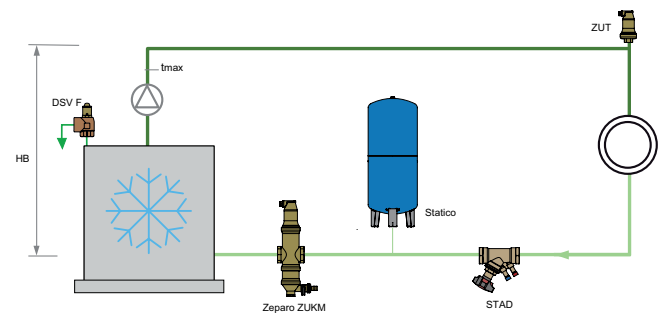 ZUT
tmax
DSV F
HB
Statico
Zeparo ZUKM
STAD